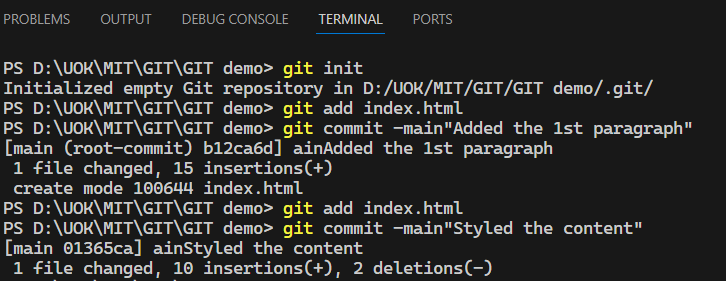 PROBLEMS OUTPUT DEBUG CONSOLE TERMINAL PORTS
PS D:\UOK\MIT\GIT\GIT demo> git init
Initialized empty Git repository in D:/UOK/MIT/GIT/GIT demo/.git/
PS D:\UOK\MIT\GIT\GIT demo> git add index.html
PS D:\UOK\MIT\GIT\GIT demo> git commit -main"Added the 1st paragraph"
[main (root-commit) b12ca6d] ainAdded the 1st paragraph
1 file changed, 15 insertions(+)
create mode 100644 index.html
PS D:\UOK\MIT\GIT\GIT demo> git add index.html
PS D:\UOK\MIT\GIT\GIT demo> git commit -main"Styled the content"
[main 01365ca] ainStyled the content
1 file changed, 10 insertions(+), 2 deletions(-)